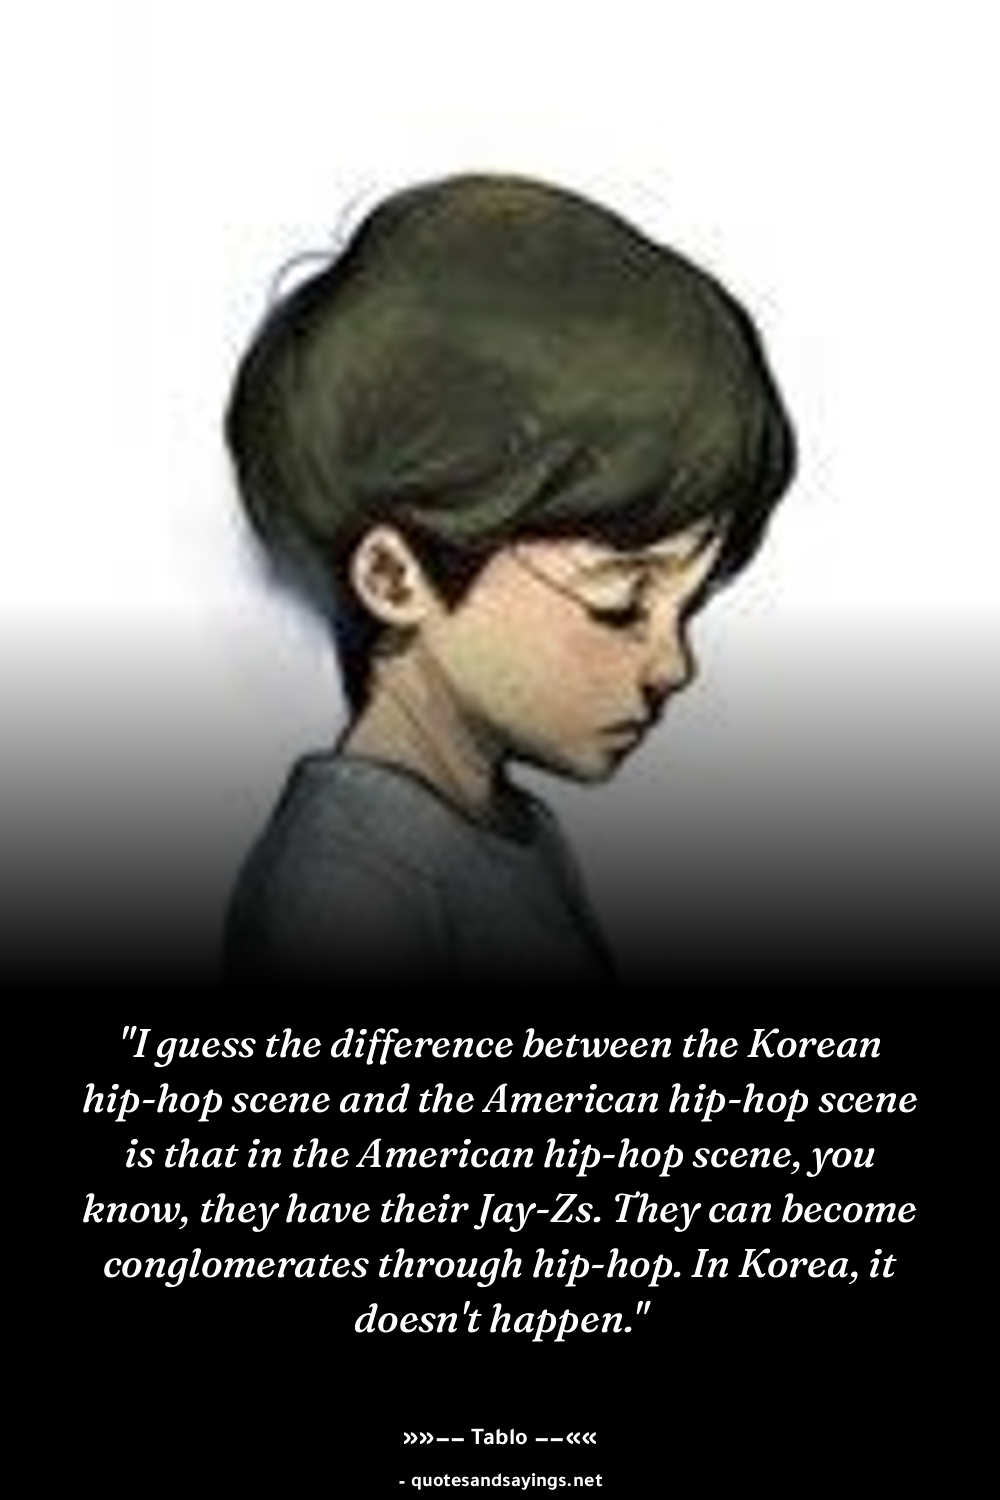 "I guess the difference between the Korean
hip-hop scene and the American hip-hop scene
is that in the American hip-hop scene, you
know, they have their Jay-Zs. They can become
conglomerates through hip-hop. In Korea, it
doesn't happen."
»»−− Tablo −−««
- quotesandsayings.net